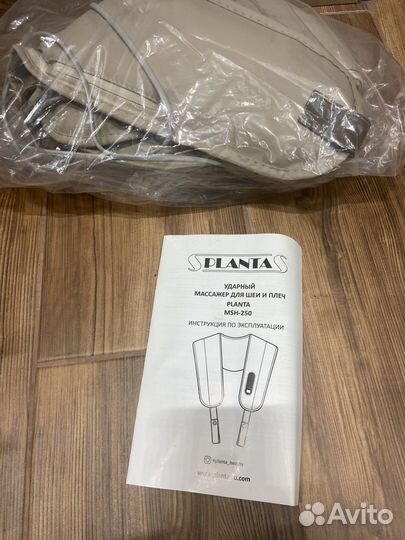 PLANTA
УДАРНЫЙ
МАССАЖЕР ДЛЯ ШЕИ И ПЛЕЧ
PLANTA
MSH-250
ИНСТРУКЦИЯ ПО ЭКСПЛУАТАЦИИ
Avito